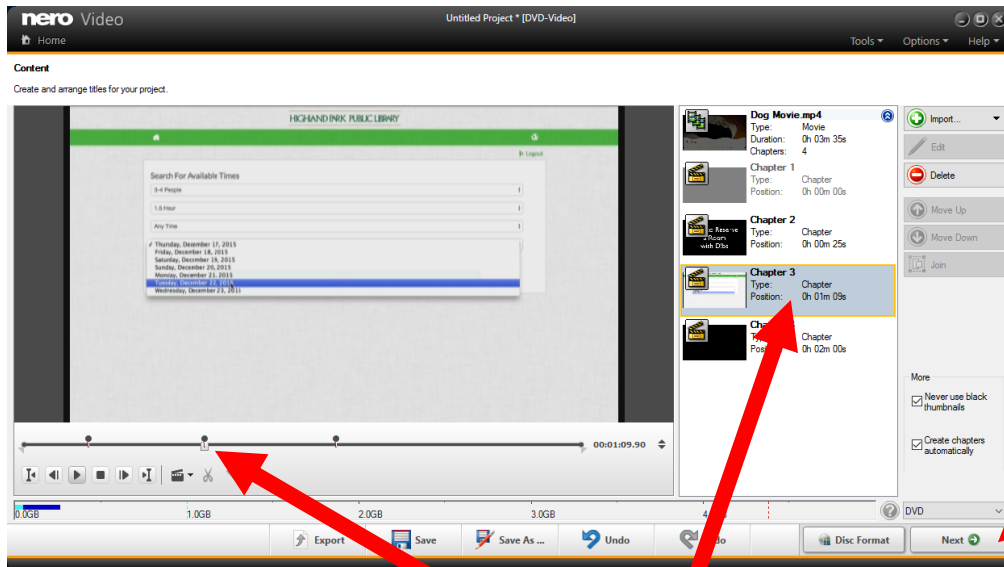 nero Video
Untitled Project * [DVD-Video]
Home
Tools
Options
Help
Content
Create and arrange titles for your project.
HIGHLAND PARK PUBLIC LIBRARY
Logout
Search For Available Times
3-4 People
1.5 Hour
Any Time
Thursday, December 17, 2015
Friday, December 18, 2015
Saturday, December 19, 2015
Sunday, December 20, 2015
Monday, December 21, 2015
Tuesday, December 22, 2015
Wednesday, December 23, 2015
00:01:09.90
Dog Movie.mp4
Type: Movie
Duration: 0h 03m 35s
Chapters: 4
Chapter 1
Type: Chapter
Position: 0h 00m 00s
to Reserve
a Room
with Dibs
Chapter 2
Type: Chapter
Position: 0h 00m 25s
Chapter 3
Type: Chapter
Position: 0h 01m 09s
Chapter
0h 02m 00s
Import...
Edit
Delete
Move Up
Move Down
Join
More
Never use black
thumbnails
Create chapters
automatically
0.0GB
1.0GB
2.0GB
3.0GB
DVD
Export
Save
Save As ...
Undo
Disc Format
Next